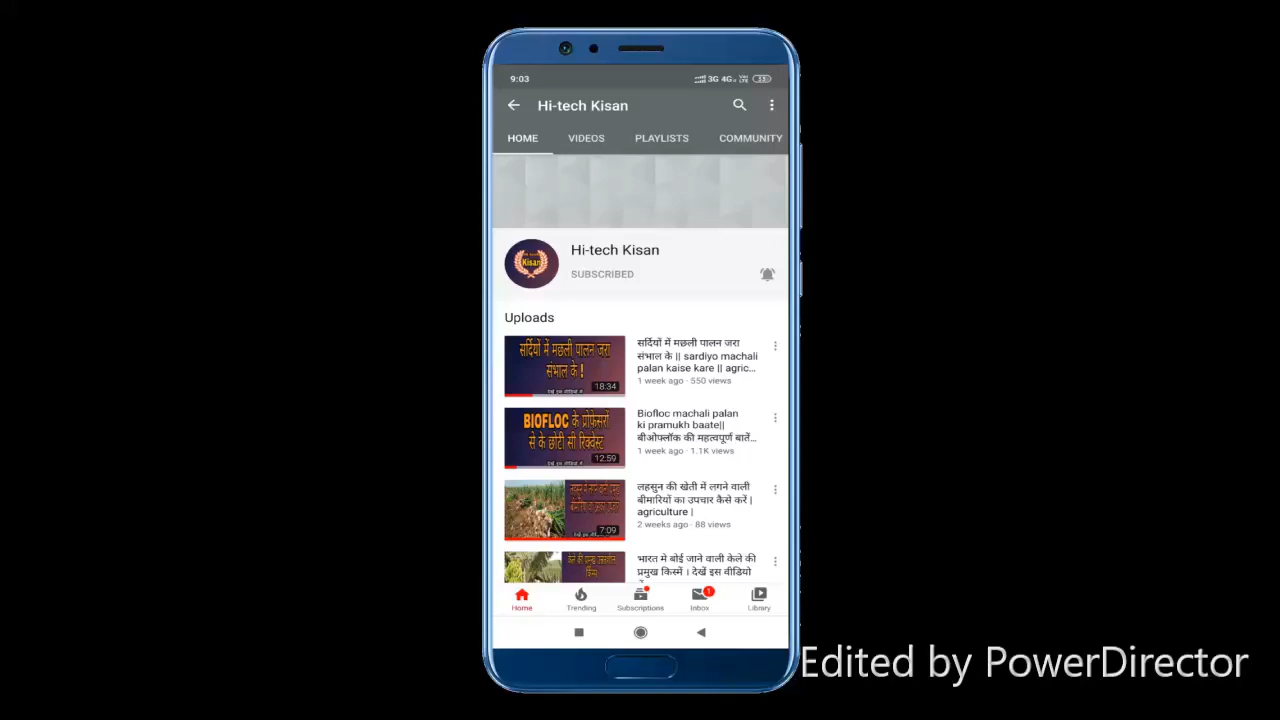 9:03
3G 4G
Hi-tech Kisan
HOME VIDEOS PLAYLISTS COMMUNITY
Kisan
Hi-tech Kisan
SUBSCRIBED
Uploads
सर्दियों में मछली पालन जरा
संभाल के !
18:34
सर्दियों में मछली पालन जरा
संभाल के || sardiyo machali
palan kaise kare || agric...
1 week ago · 550 views
BIOFLOC के प्रोफेसरों
से के छोटी सी रिक्वेस्ट
12:59
Biofloc machali palan
ki pramukh baate||
बीओफ्लॉक की महत्वपूर्ण बातें...
1 week ago · 1.1K views
7:09
लहसुन की खेती में लगने वाली
बीमारियों का उपचार कैसे करें |
agriculture |
2 weeks ago · 88 views
भारत मे बोई जाने वाली केले की
प्रमुख किस्में । देखें इस वीडियो
Home Trending Subscriptions Inbox 1 Library
Edited by PowerDirector